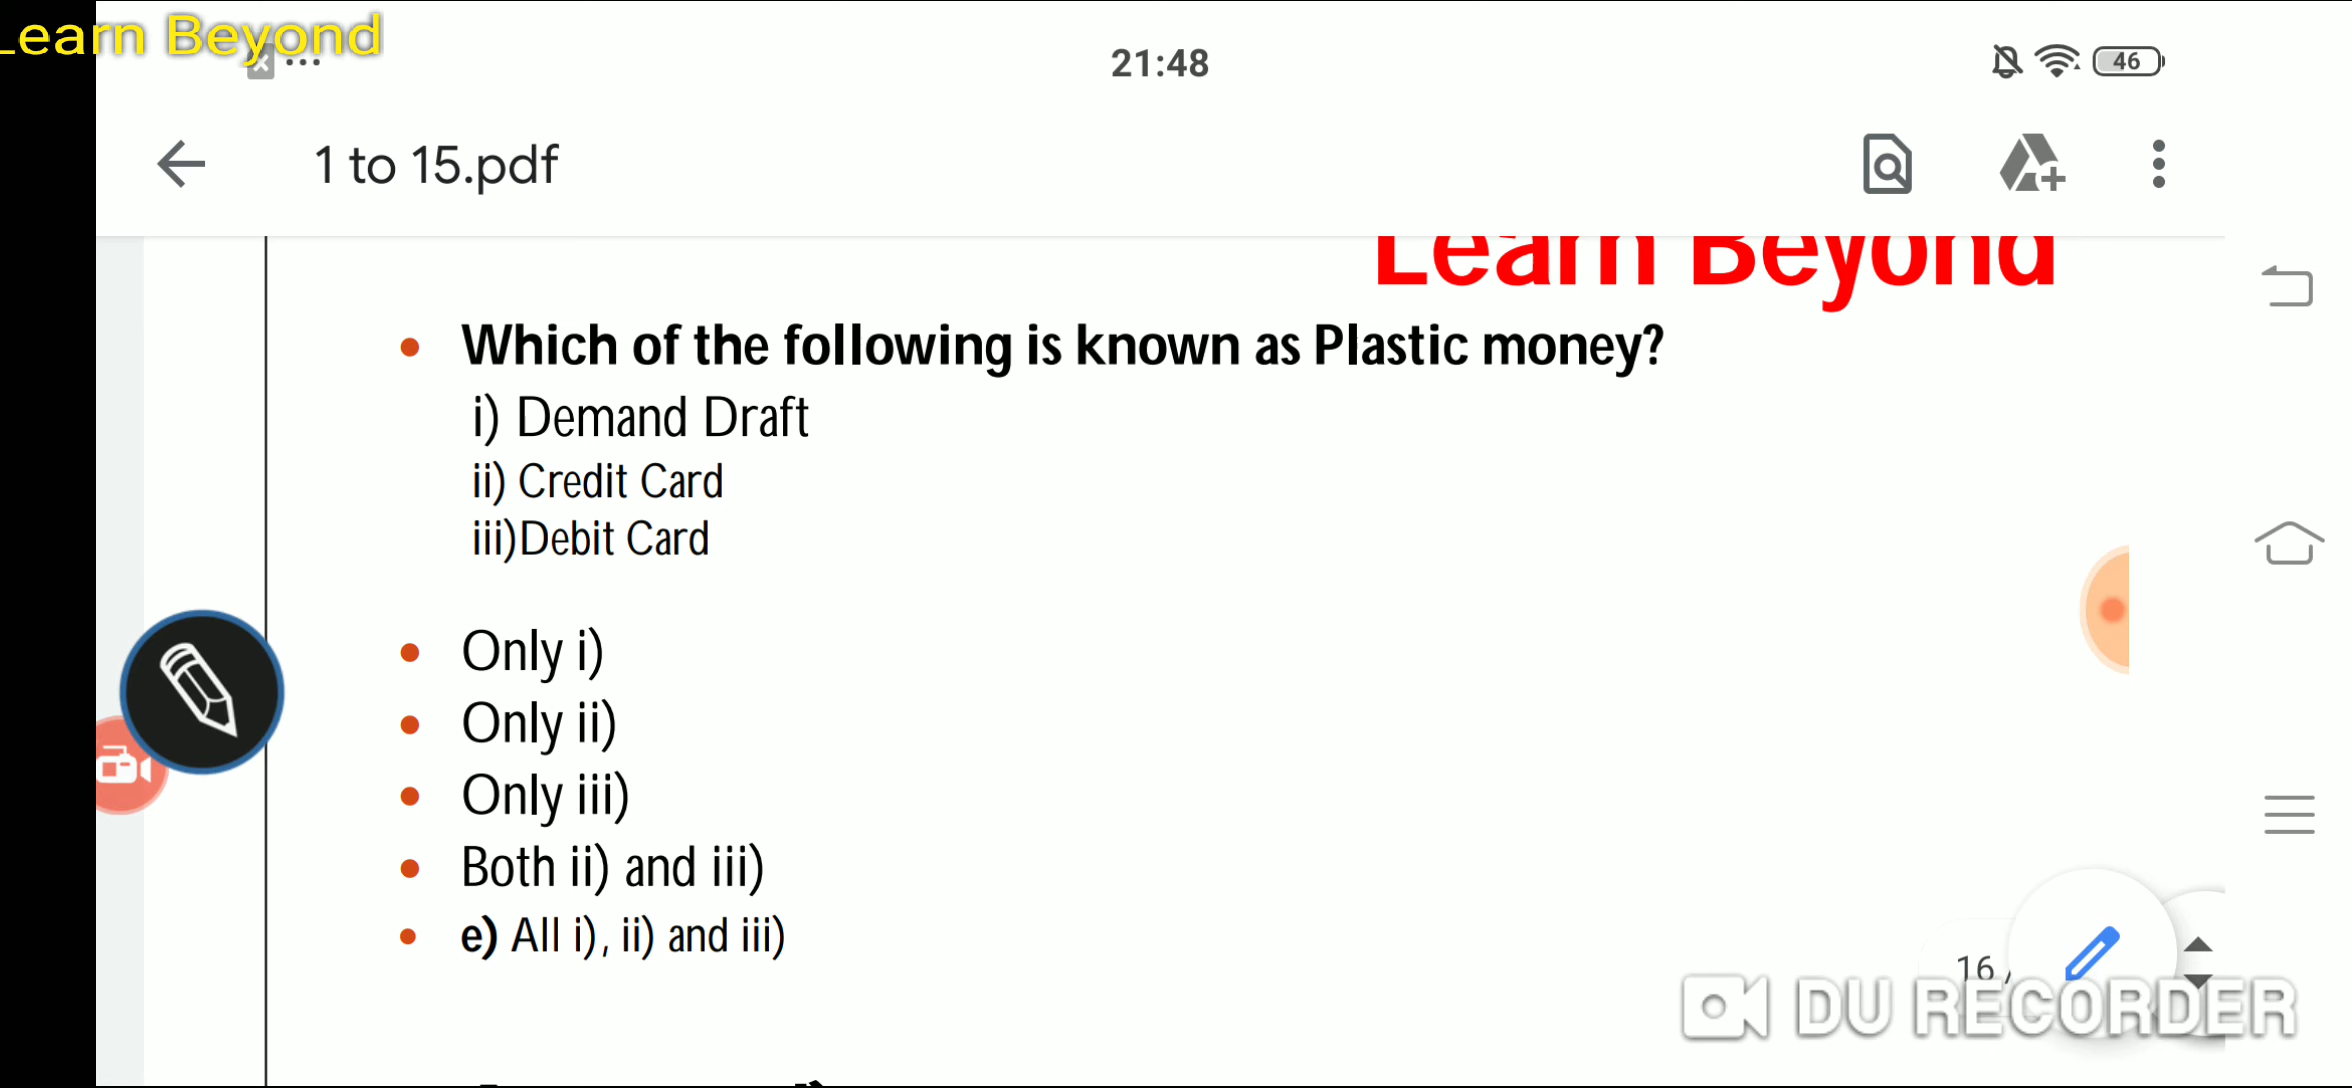 Learn Beyond
21:48
46
1 to 15.pdf
Learn Beyond
• Which of the following is known as Plastic money?
i) Demand Draft
ii) Credit Card
iii)Debit Card
• Only i)
• Only ii)
• Only iii)
• Both ii) and iii)
• e) All i), ii) and iii)
16 /
DU RECORDER